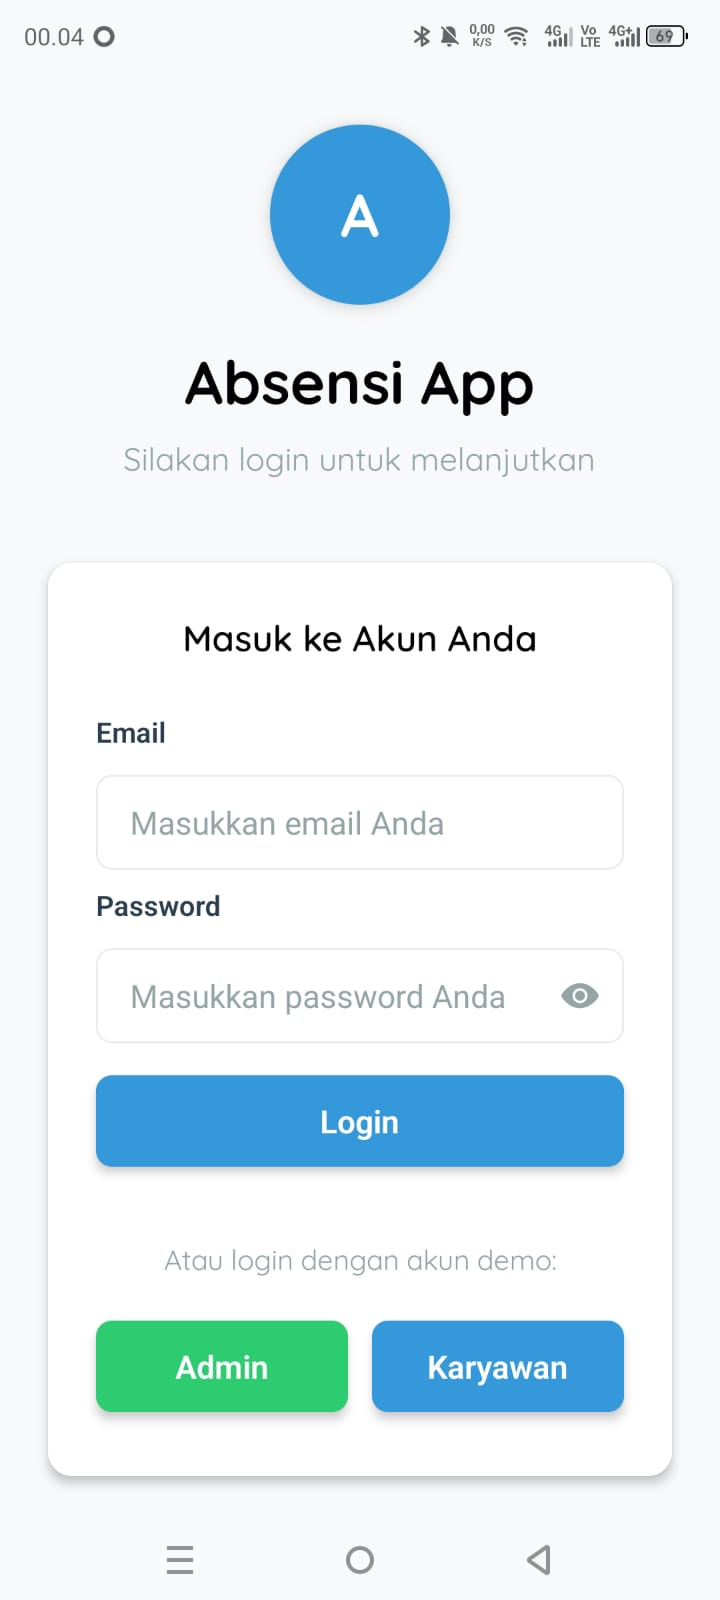 00.04 0,00 K/S 4G Vo LTE 4G+ 69
A
Absensi App
Silakan login untuk melanjutkan
Masuk ke Akun Anda
Email
Masukkan email Anda
Password
Masukkan password Anda
Login
Atau login dengan akun demo:
Admin Karyawan